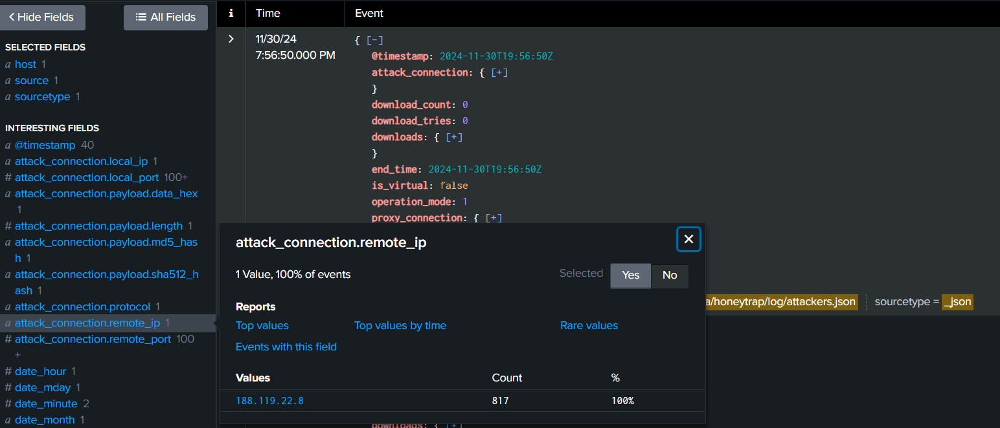 Hide Fields
All Fields
SELECTED FIELDS
a host 1
a source 1
a sourcetype 1
INTERESTING FIELDS
a @timestamp 40
a attack_connection.local_ip 1
# attack_connection.local_port 100+
a attack_connection.payload.data_hex
1
# attack_connection.payload.length 1
a attack_connection.payload.md5_has
h 1
a attack_connection.payload.sha512_h
ash 1
a attack_connection.protocol 1
a attack_connection.remote_ip 1
# attack_connection.remote_port 100
+
# date_hour 1
# date_mday 1
# date_minute 2
a date_month 1
i Time Event
11/30/24
7:56:50.000 PM
{ [-]
@timestamp: 2024-11-30T19:56:50Z
attack_connection: { [+]
}
download_count: 0
download_tries: 0
downloads: { [+]
}
end_time: 2024-11-30T19:56:50Z
is_virtual: false
operation_mode: 1
proxy_connection: { [+]
attack_connection.remote_ip
1 Value, 100% of events
Selected Yes No
Reports
Top values Top values by time Rare values
Events with this field
Values Count %
188.119.22.8 817 100%
a/honeytrap/log/attackers.json sourcetype = _json
downloads: { [+]